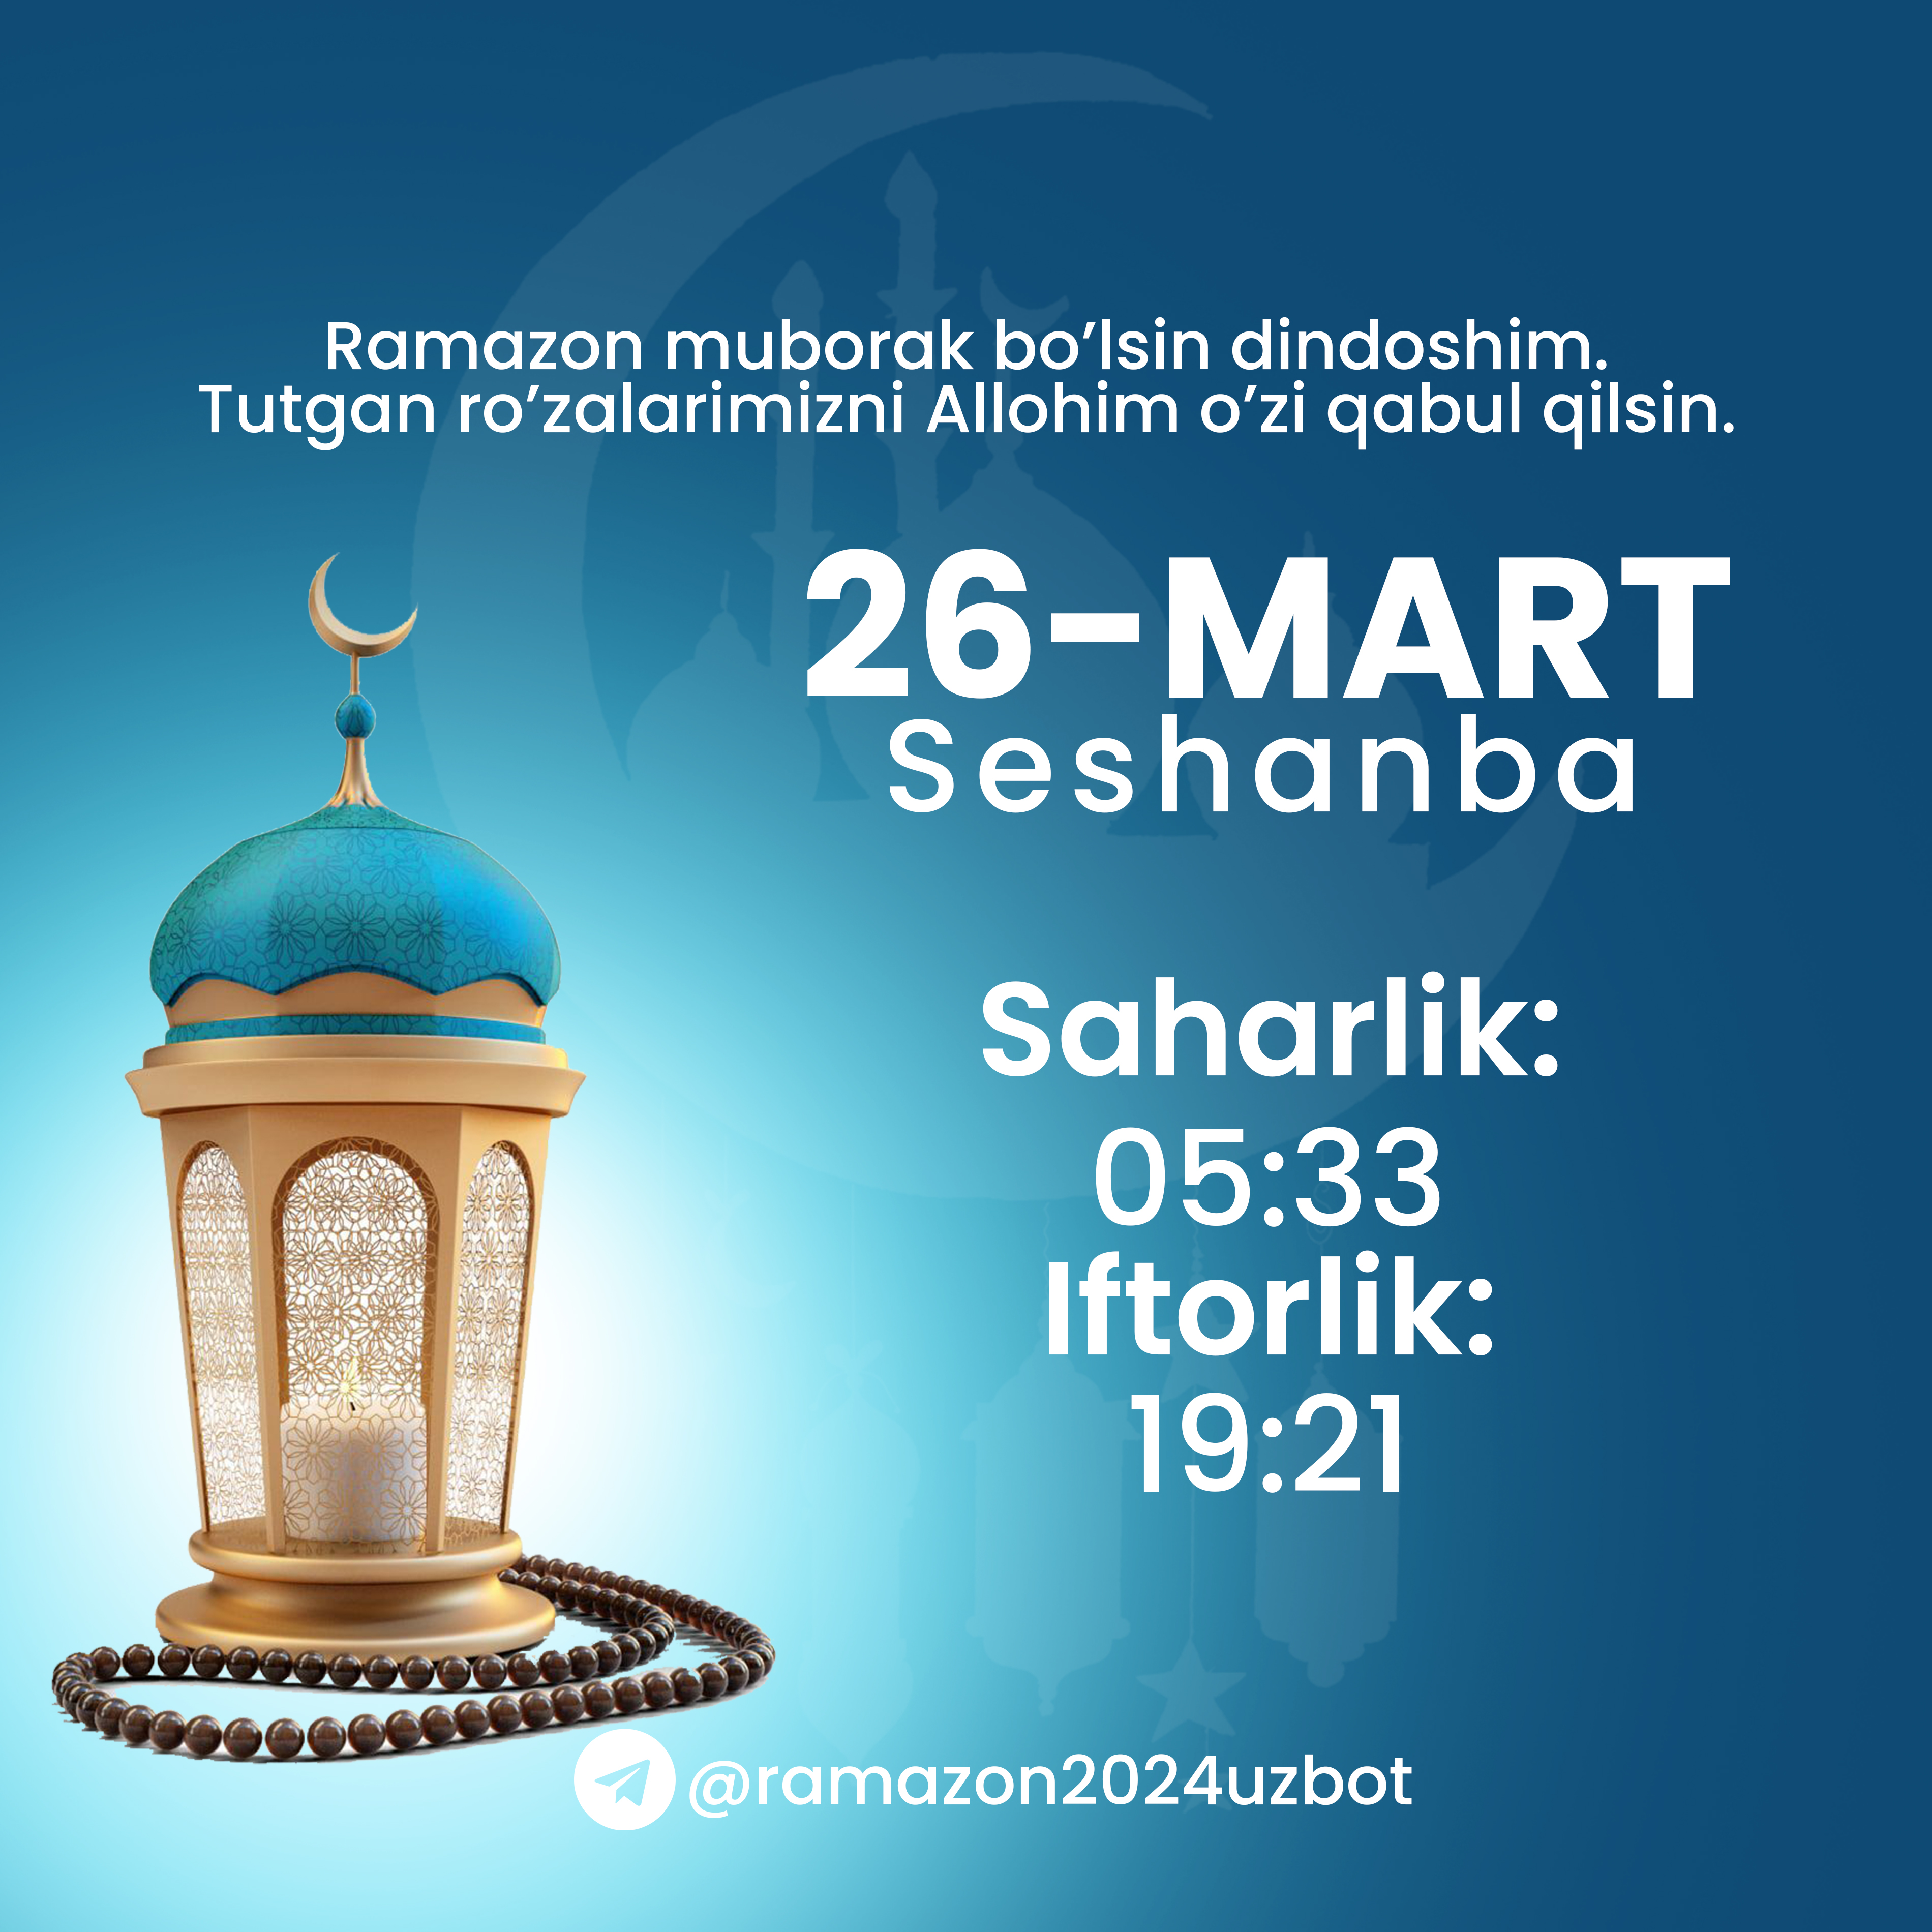 Ramazon muborak bo’lsin dindoshim.
Tutgan ro’zalarimizni Allohim o’zi qabul qilsin.
26-MART
Seshanba
Saharlik:
05:33
Iftorlik:
19:21
@ramazon2024uzbot